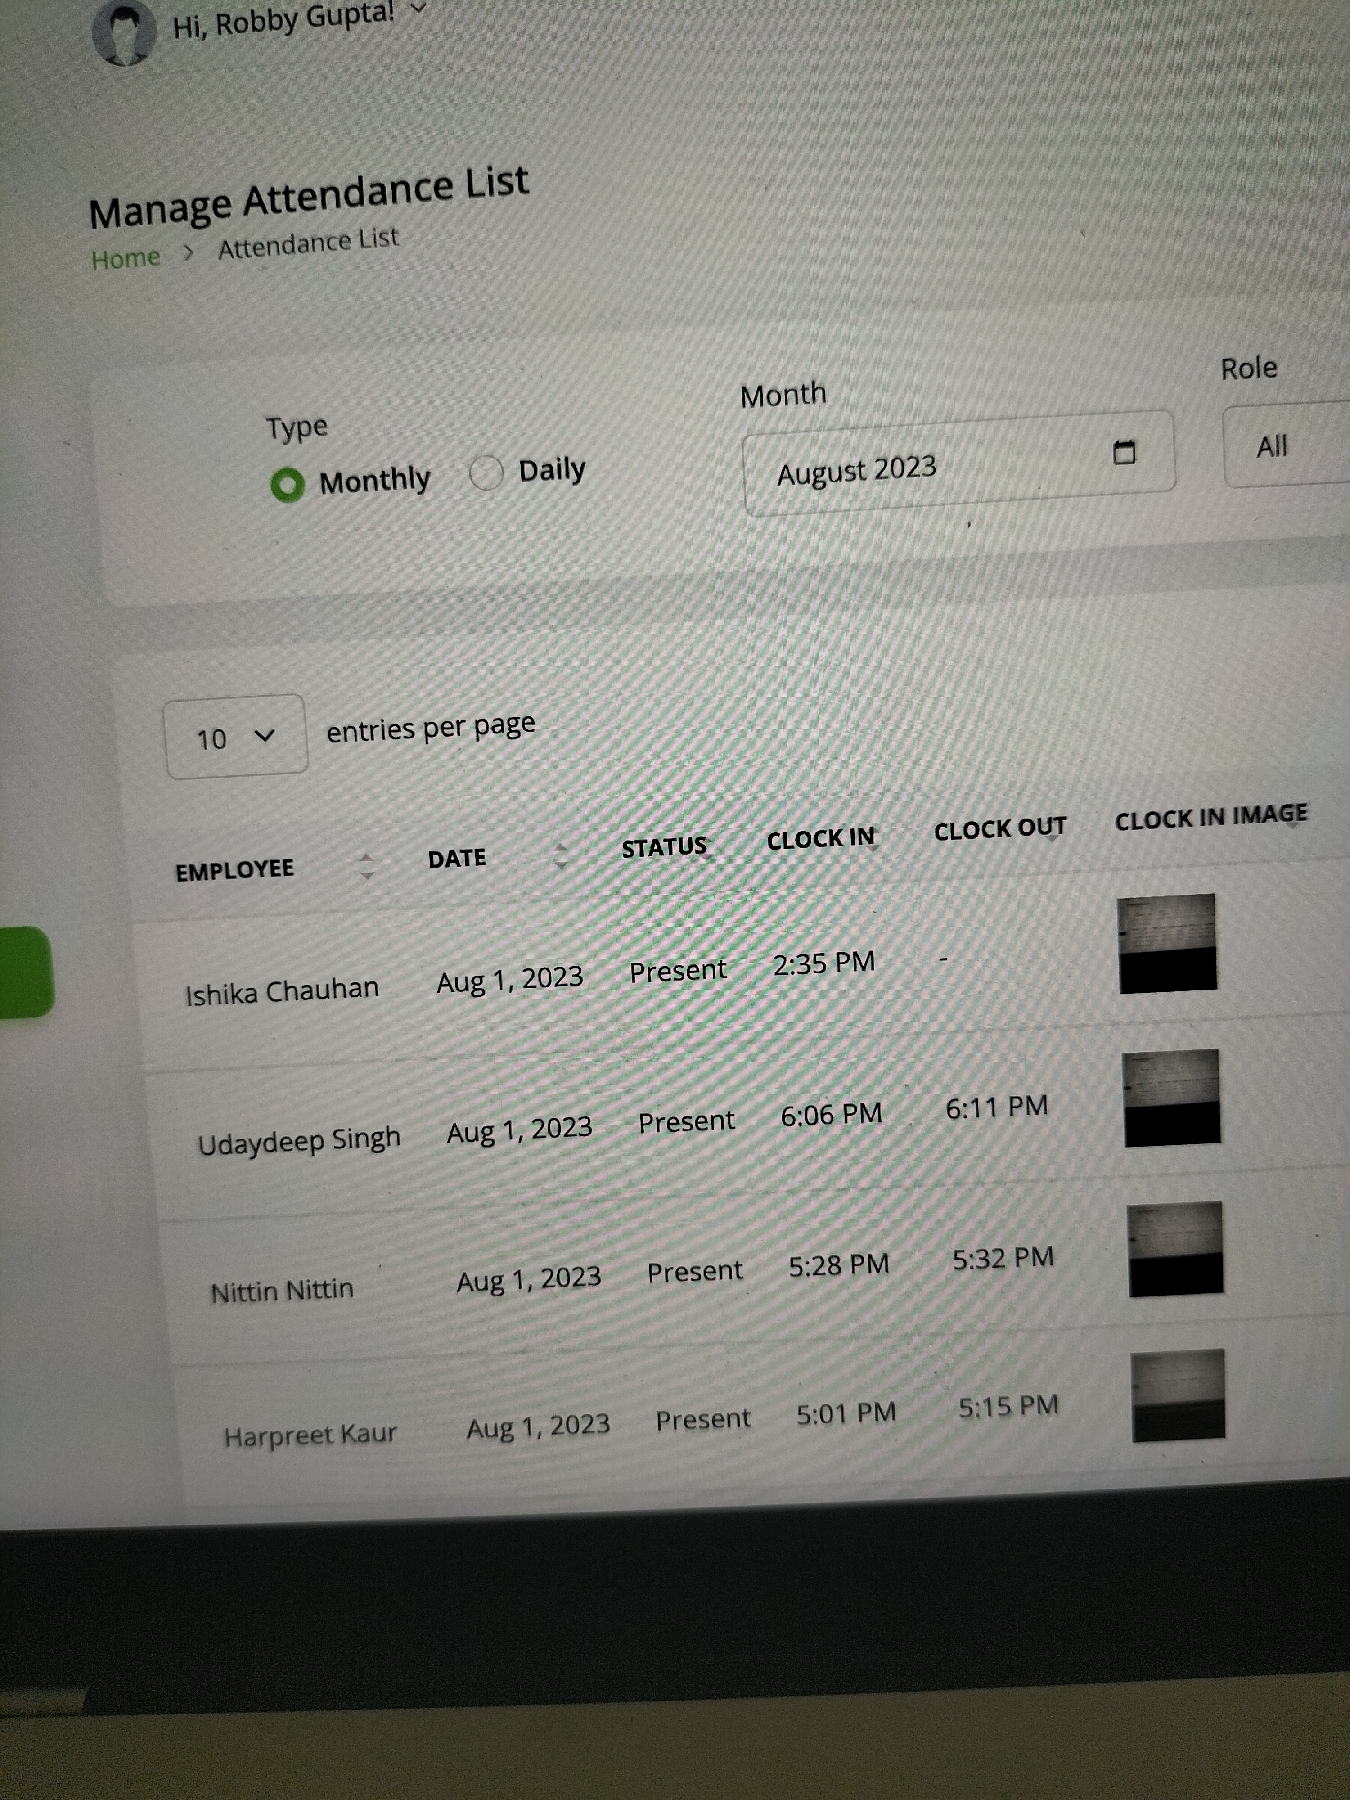 Hi, Robby Gupta!
Manage Attendance List
Home > Attendance List
Type
Monthly Daily
Month
August 2023
Role
All
10 entries per page
EMPLOYEE DATE STATUS CLOCK IN CLOCK OUT CLOCK IN IMAGE
Ishika Chauhan Aug 1, 2023 Present 2:35 PM -
Udaydeep Singh Aug 1, 2023 Present 6:06 PM 6:11 PM
Nittin Nittin Aug 1, 2023 Present 5:28 PM 5:32 PM
Harpreet Kaur Aug 1, 2023 Present 5:01 PM 5:15 PM